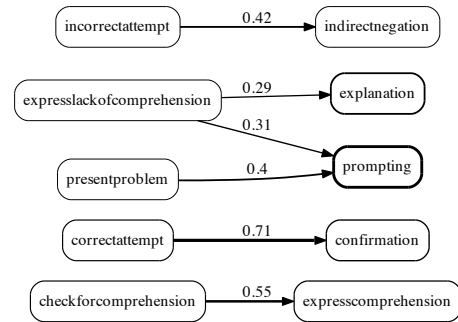 incorrectattempt 0.42 indirectnegation
expresslackofcomprehension 0.29 explanation
0.31
prompting
presentproblem 0.4
correctattempt 0.71 confirmation
checkforcomprehension 0.55 expresscomprehension